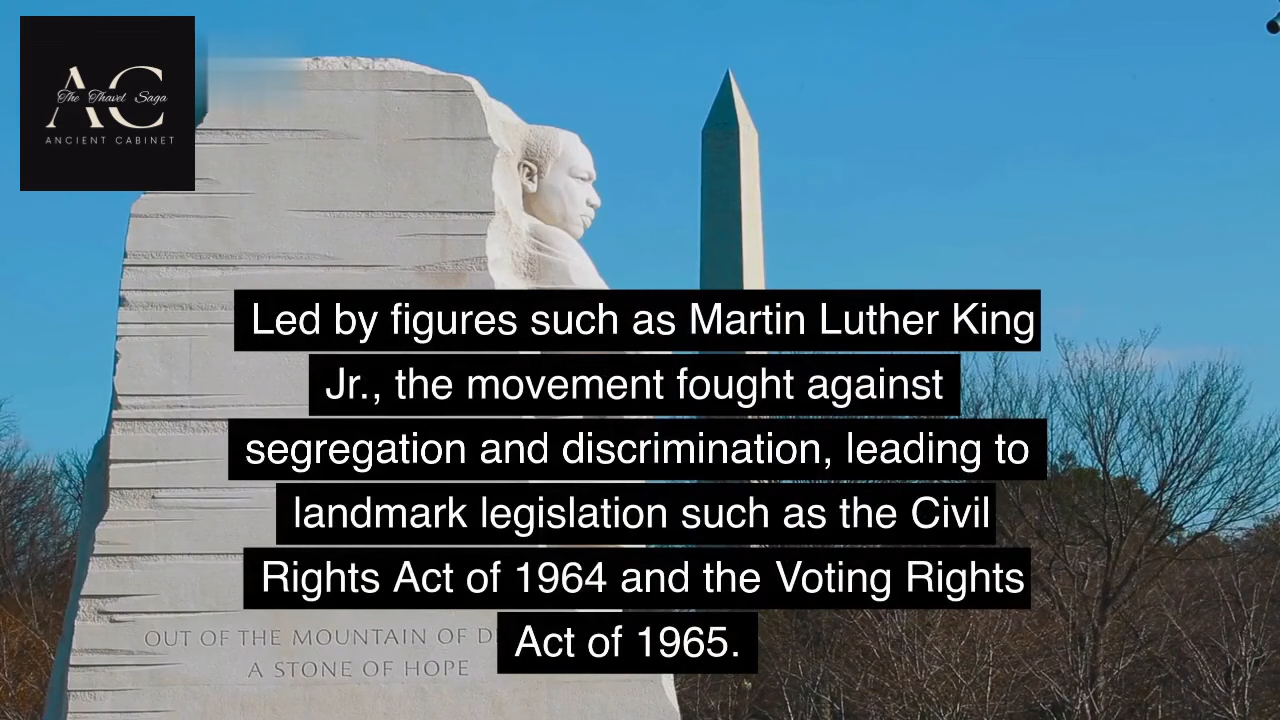 AC
The Thavel Saga
ANCIENT CABINET
Led by figures such as Martin Luther King
Jr., the movement fought against
segregation and discrimination, leading to
landmark legislation such as the Civil
Rights Act of 1964 and the Voting Rights
Act of 1965.
OUT OF THE MOUNTAIN OF
A STONE OF HOPE